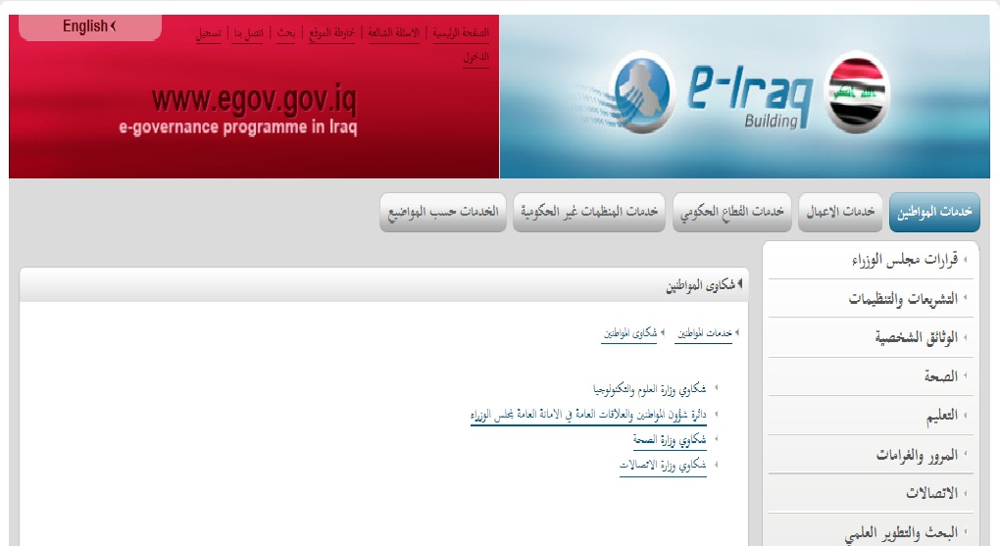 English
الصفحة الرئيسية | الاسئلة الشائعة | خارطة الموقع | بحث | اتصل بنا | تسجيل
الدخول
www.egov.gov.iq
e-governance programme in Iraq
e-Iraq
Building
خدمات المواطنين
خدمات الاعمال
خدمات القطاع الحكومي
خدمات المنظمات غير الحكومية
الخدمات حسب المواضيع
قرارات مجلس الوزراء
التشريعات والتنظيمات
الوثائق الشخصية
الصحة
التعليم
المرور والغرامات
الاتصالات
البحث والتطوير العلمي
شكاوى المواطنين
خدمات المواطنين
شكاوى المواطنين
شكاوي وزارة العلوم والتكنولوجيا
دائرة شؤون المواطنين والعلاقات العامة في الامانة العامة لمجلس الوزراء
شكاوي وزارة الصحة
شكاوي وزارة الاتصالات